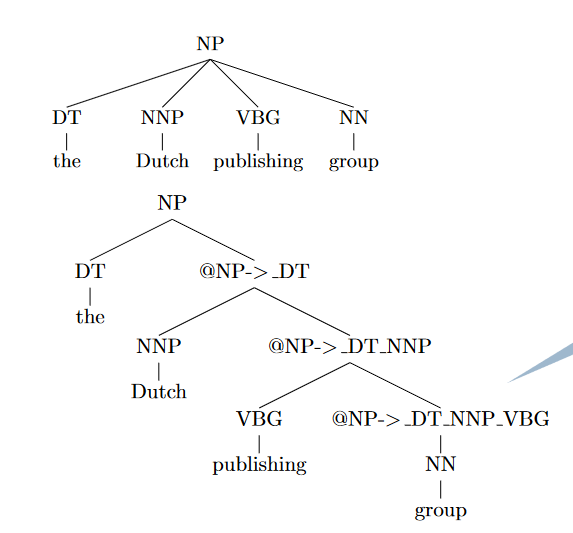 NP
DT NNP VBG NN
the Dutch publishing group
NP
DT @NP->_DT
the
NNP @NP->_DT_NNP
Dutch
VBG @NP->_DT_NNP_VBG
publishing NN
group